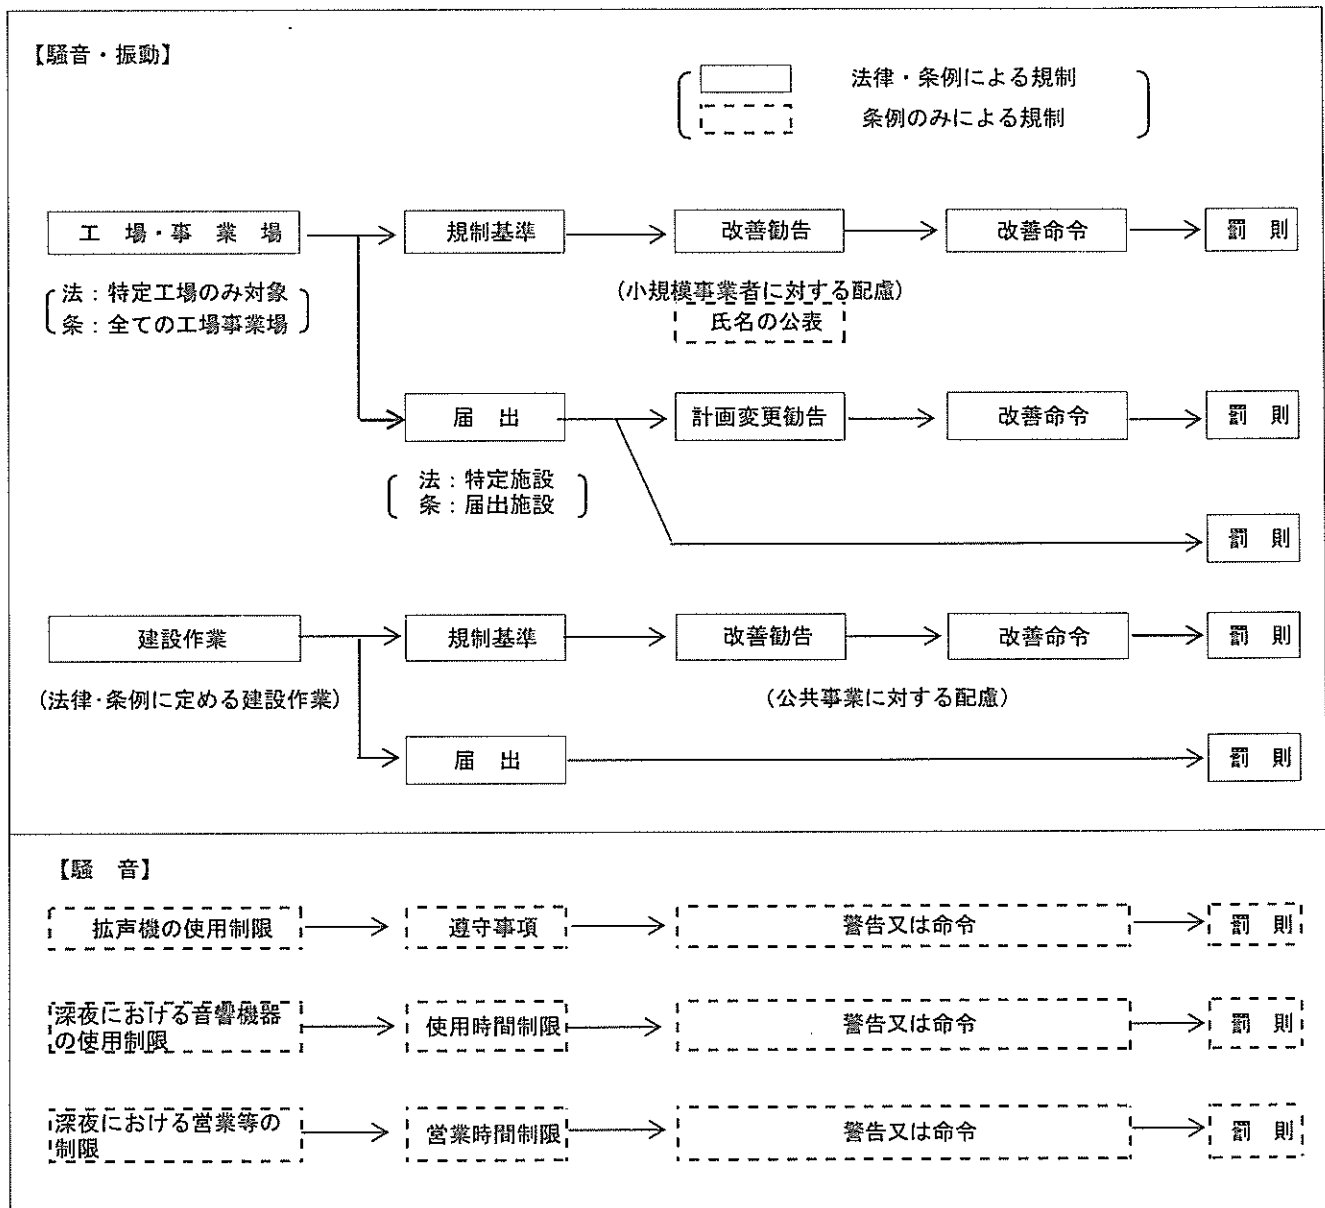 【騒音・振動】
法律・条例による規制
条例のみによる規制
工場・事業場 規制基準 改善勧告 改善命令 罰則
法：特定工場のみ対象
条：全ての工場事業場
(小規模事業者に対する配慮)
氏名の公表
届出 計画変更勧告 改善命令 罰則
法：特定施設
条：届出施設
罰則
建設作業 規制基準 改善勧告 改善命令 罰則
(法律・条例に定める建設作業) (公共事業に対する配慮)
届出 罰則
【騒 音】
拡声機の使用制限 遵守事項 警告又は命令 罰則
深夜における音響機器
の使用制限 使用時間制限 警告又は命令 罰則
深夜における営業等の
制限 営業時間制限 警告又は命令 罰則